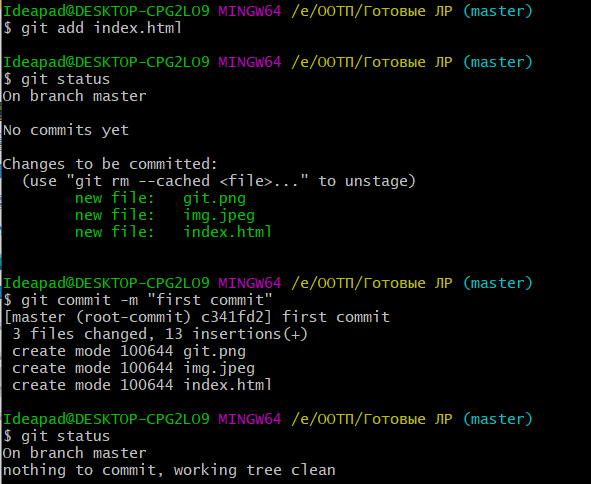 Ideapad@DESKTOP-CPG2LO9 MINGW64 /e/ООТП/Готовые ЛР (master)
$ git add index.html
Ideapad@DESKTOP-CPG2LO9 MINGW64 /e/ООТП/Готовые ЛР (master)
$ git status
On branch master
No commits yet
Changes to be committed:
  (use "git rm --cached <file>..." to unstage)
        new file:   git.png
        new file:   img.jpeg
        new file:   index.html
Ideapad@DESKTOP-CPG2LO9 MINGW64 /e/ООТП/Готовые ЛР (master)
$ git commit -m "first commit"
[master (root-commit) c341fd2] first commit
 3 files changed, 13 insertions(+)
 create mode 100644 git.png
 create mode 100644 img.jpeg
 create mode 100644 index.html
Ideapad@DESKTOP-CPG2LO9 MINGW64 /e/ООТП/Готовые ЛР (master)
$ git status
On branch master
nothing to commit, working tree clean